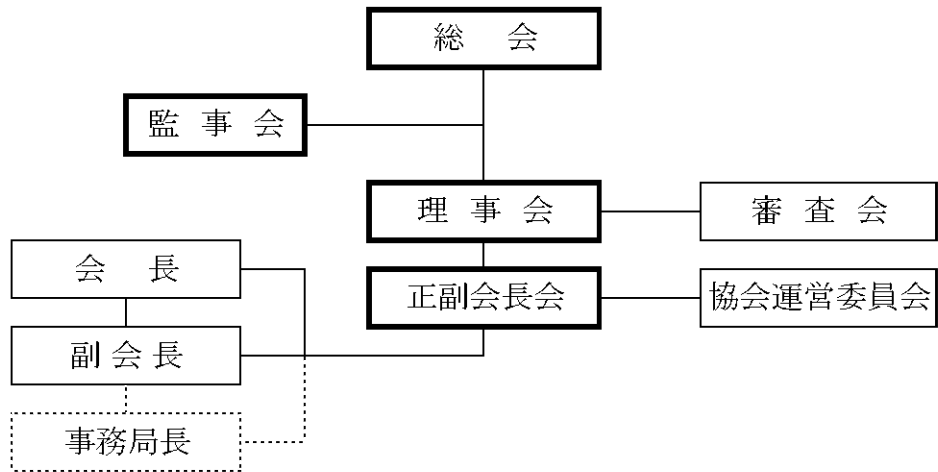 総会
監事会
理事会
審査会
会長
正副会長会
協会運営委員会
副会長
事務局長